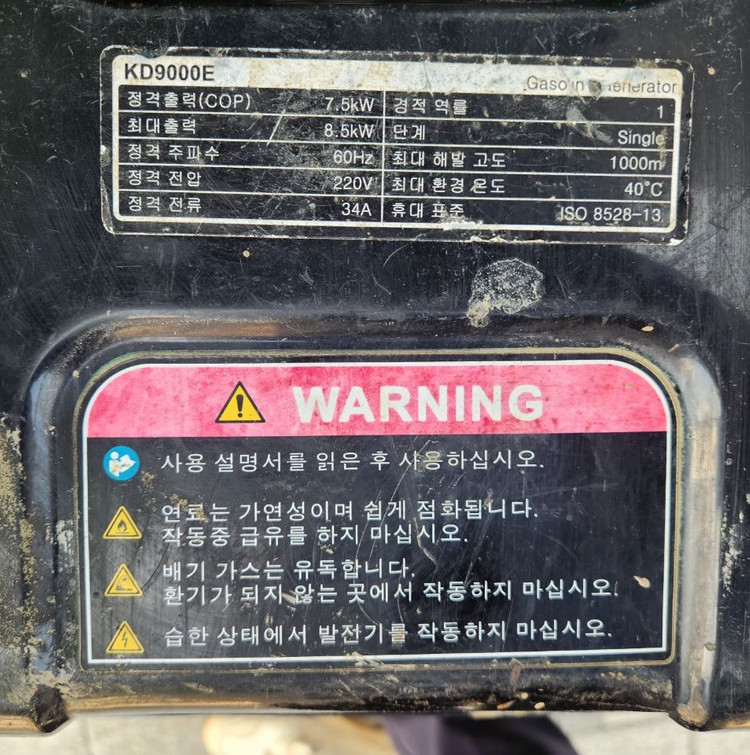 KD9000E
Gasolin Generator
정격출력(COP) 7.5kW 경적 역률 1
최대출력 8.5kW 단계 Single
정격 주파수 60Hz 최대 해발 고도 1000m
정격 전압 220V 최대 환경 온도 40°C
정격 전류 34A 휴대 표준 ISO 8528-13
WARNING
사용 설명서를 읽은 후 사용하십시오.
연료는 가연성이며 쉽게 점화됩니다.
작동중 급유를 하지 마십시오.
배기 가스는 유독합니다.
환기가 되지 않는 곳에서 작동하지 마십시오.
습한 상태에서 발전기를 작동하지 마십시오.